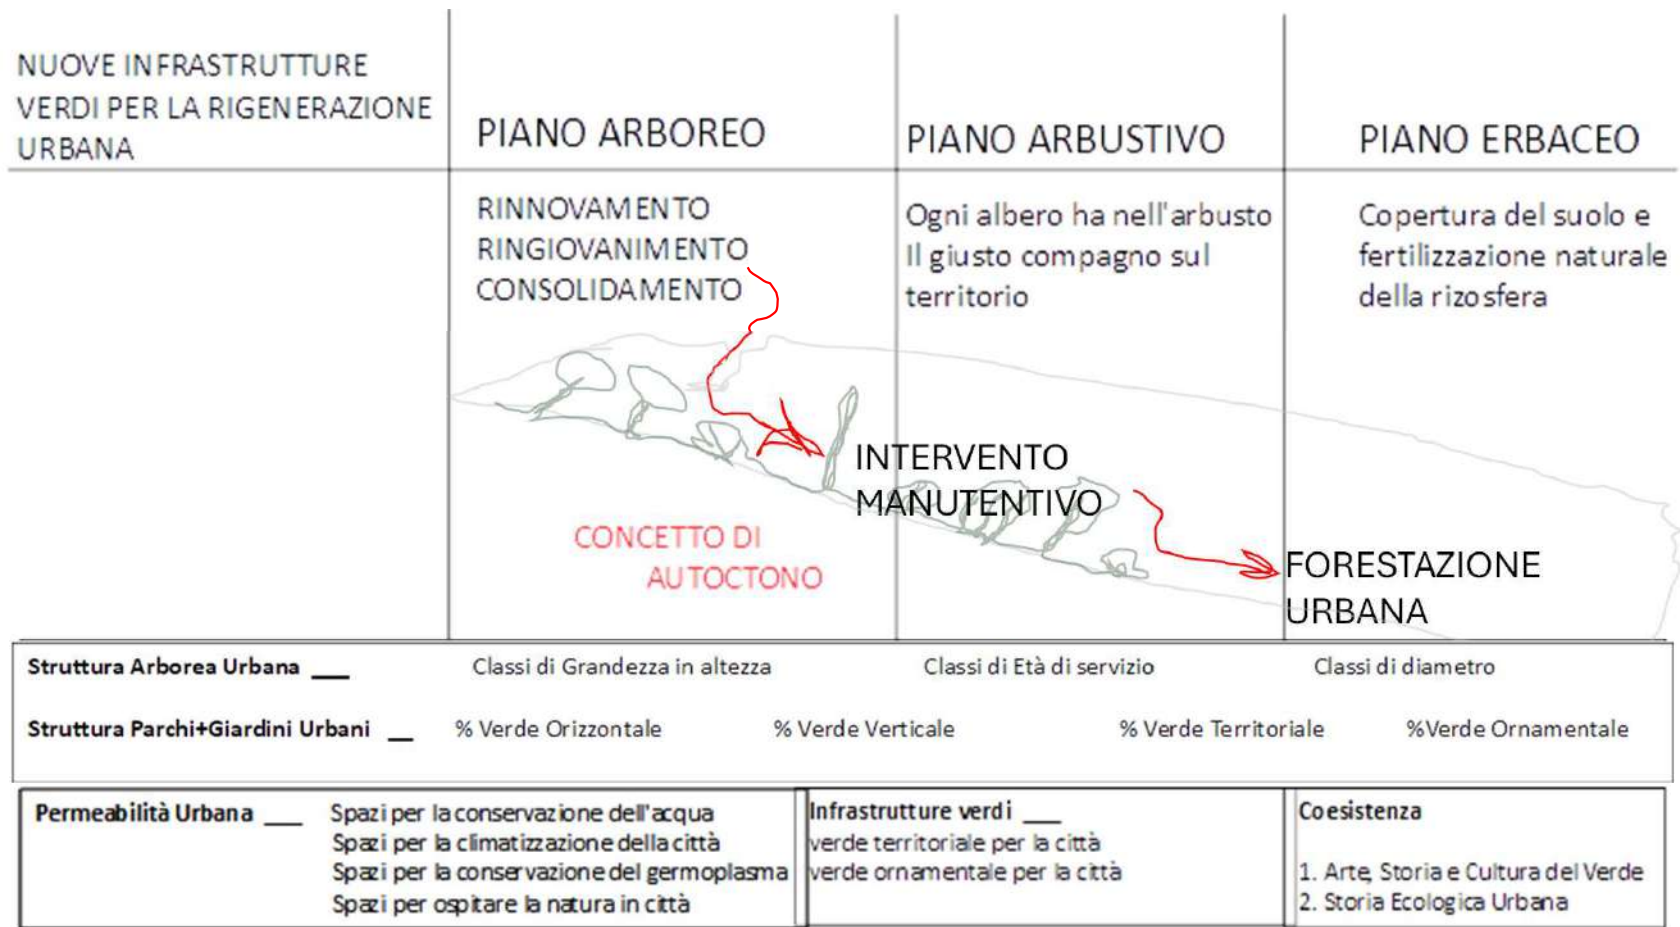 NUOVE INFRASTRUTTURE
VERDI PER LA RIGENERAZIONE
URBANA
PIANO ARBOREO
PIANO ARBUSTIVO
PIANO ERBACEO
RINNOVAMENTO
RINGIOVANIMENTO
CONSOLIDAMENTO
Ogni albero ha nell'arbusto
Il giusto compagno sul
territorio
Copertura del suolo e
fertilizzazione naturale
della rizosfera
INTERVENTO
MANUTENTIVO
CONCETTO DI
AUTOCTONO
FORESTAZIONE
URBANA
Struttura Arborea Urbana __ Classi di Grandezza in altezza Classi di Età di servizio Classi di diametro
Struttura Parchi+Giardini Urbani __ % Verde Orizzontale % Verde Verticale % Verde Territoriale %Verde Ornamentale
Permeabilità Urbana __
Spazi per la conservazione dell'acqua
Spazi per la climatizzazione della città
Spazi per la conservazione del germoplasma
Spazi per ospitare la natura in città
Infrastrutture verdi __
verde territoriale per la città
verde ornamentale per la città
Coesistenza
1. Arte, Storia e Cultura del Verde
2. Storia Ecologica Urbana